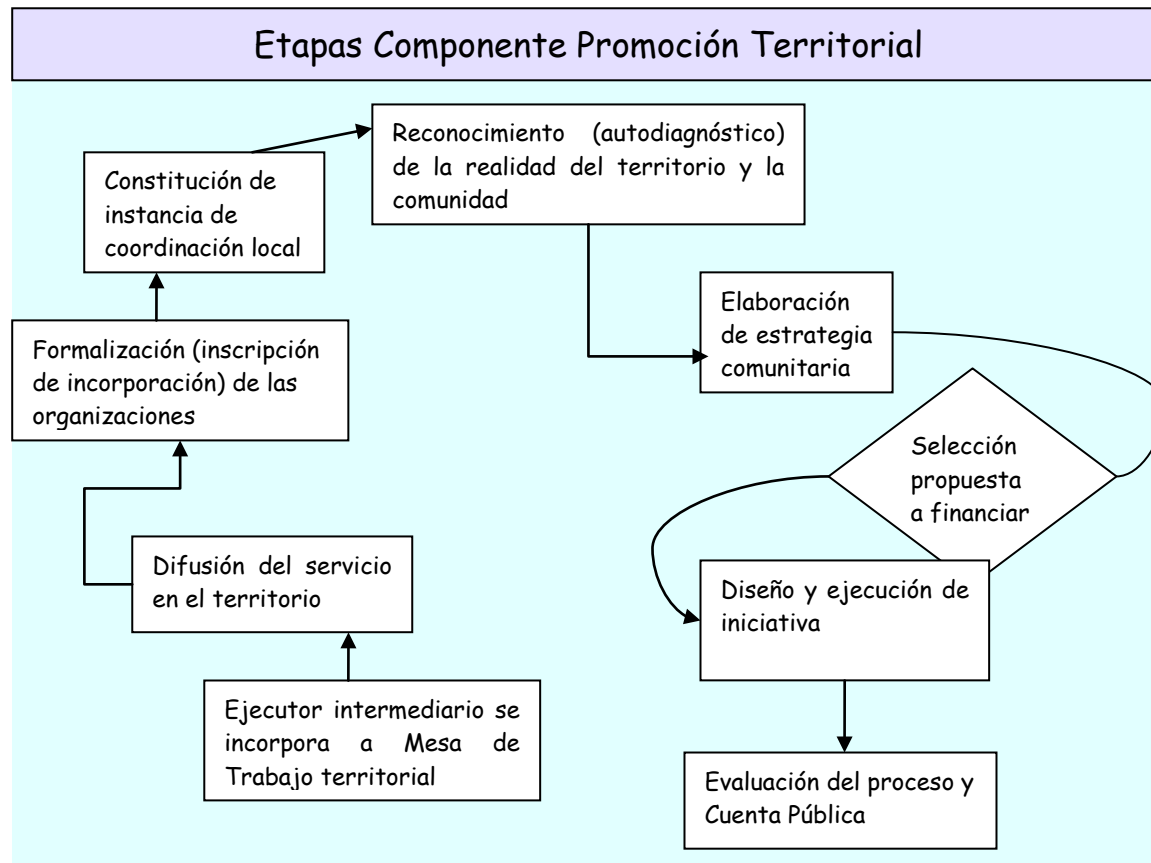 Etapas Componente Promoción Territorial
Reconocimiento (autodiagnóstico)
de la realidad del territorio y la
comunidad
Constitución de
instancia de
coordinación local
Elaboración
de estrategia
comunitaria
Formalización (inscripción
de incorporación) de las
organizaciones
Selección
propuesta
a financiar
Difusión del servicio
en el territorio
Diseño y ejecución de
iniciativa
Ejecutor intermediario se
incorpora a Mesa de
Trabajo territorial
Evaluación del proceso y
Cuenta Pública